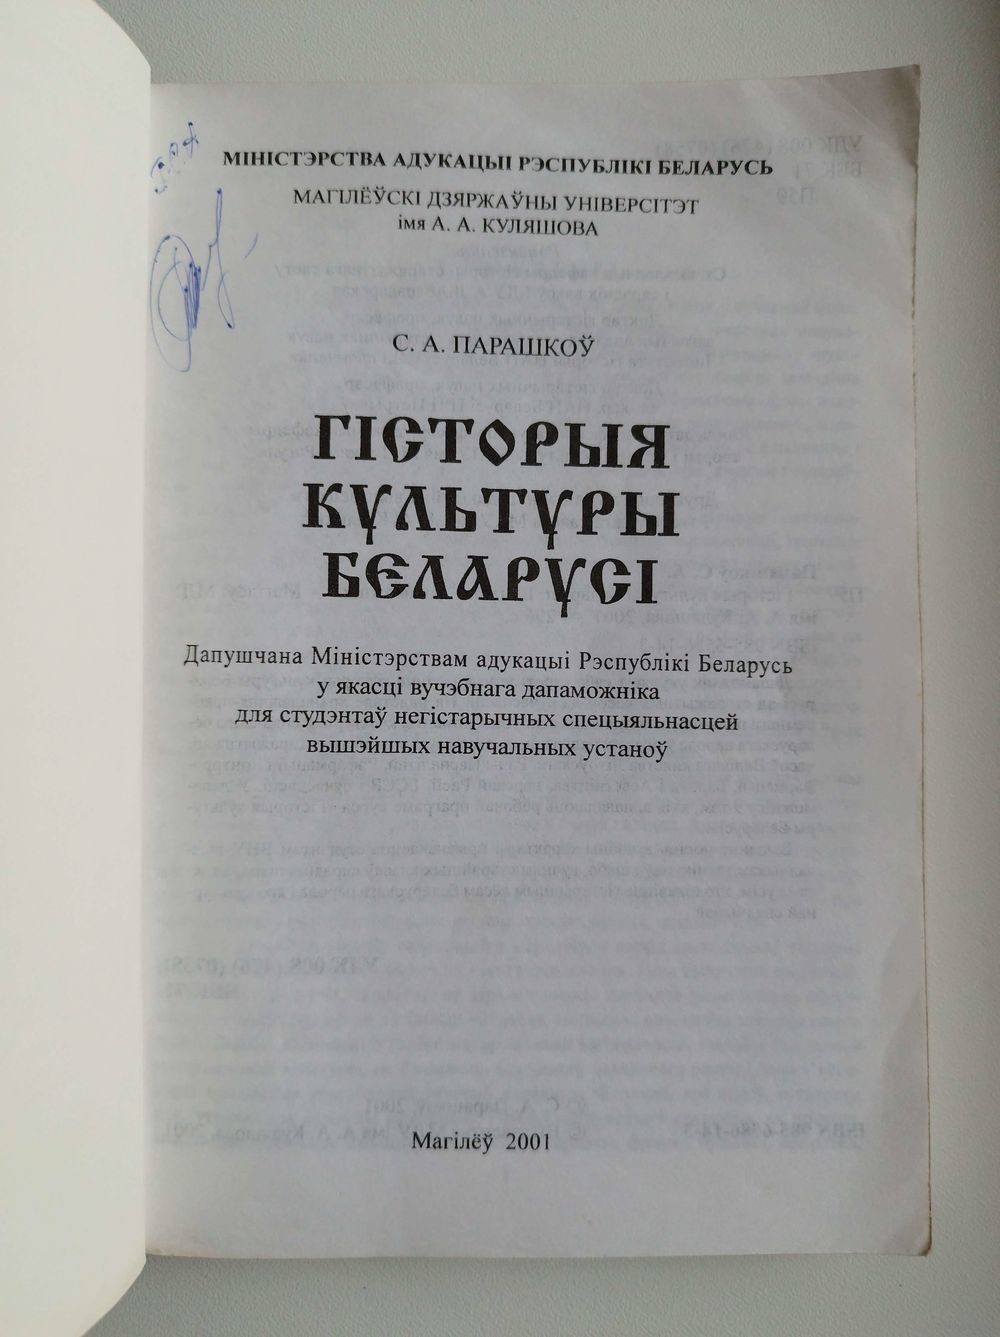 МІНІСТЭРСТВА АДУКАЦЫІ РЭСПУБЛІКІ БЕЛАРУСЬ
МАГІЛЁЎСКІ ДЗЯРЖАЎНЫ УНІВЕРСІТЭТ
імя А. А. КУЛЯШОВА
С. А. ПАРАШКОЎ
ГІСТОРЫЯ
КУЛЬТУРЫ
БЕЛАРУСІ
Дапушчана Міністэрствам адукацыі Рэспублікі Беларусь
у якасці вучэбнага дапаможніка
для студэнтаў негістарычных спецыяльнасцей
вышэйшых навучальных устаноў
Магілёў 2001